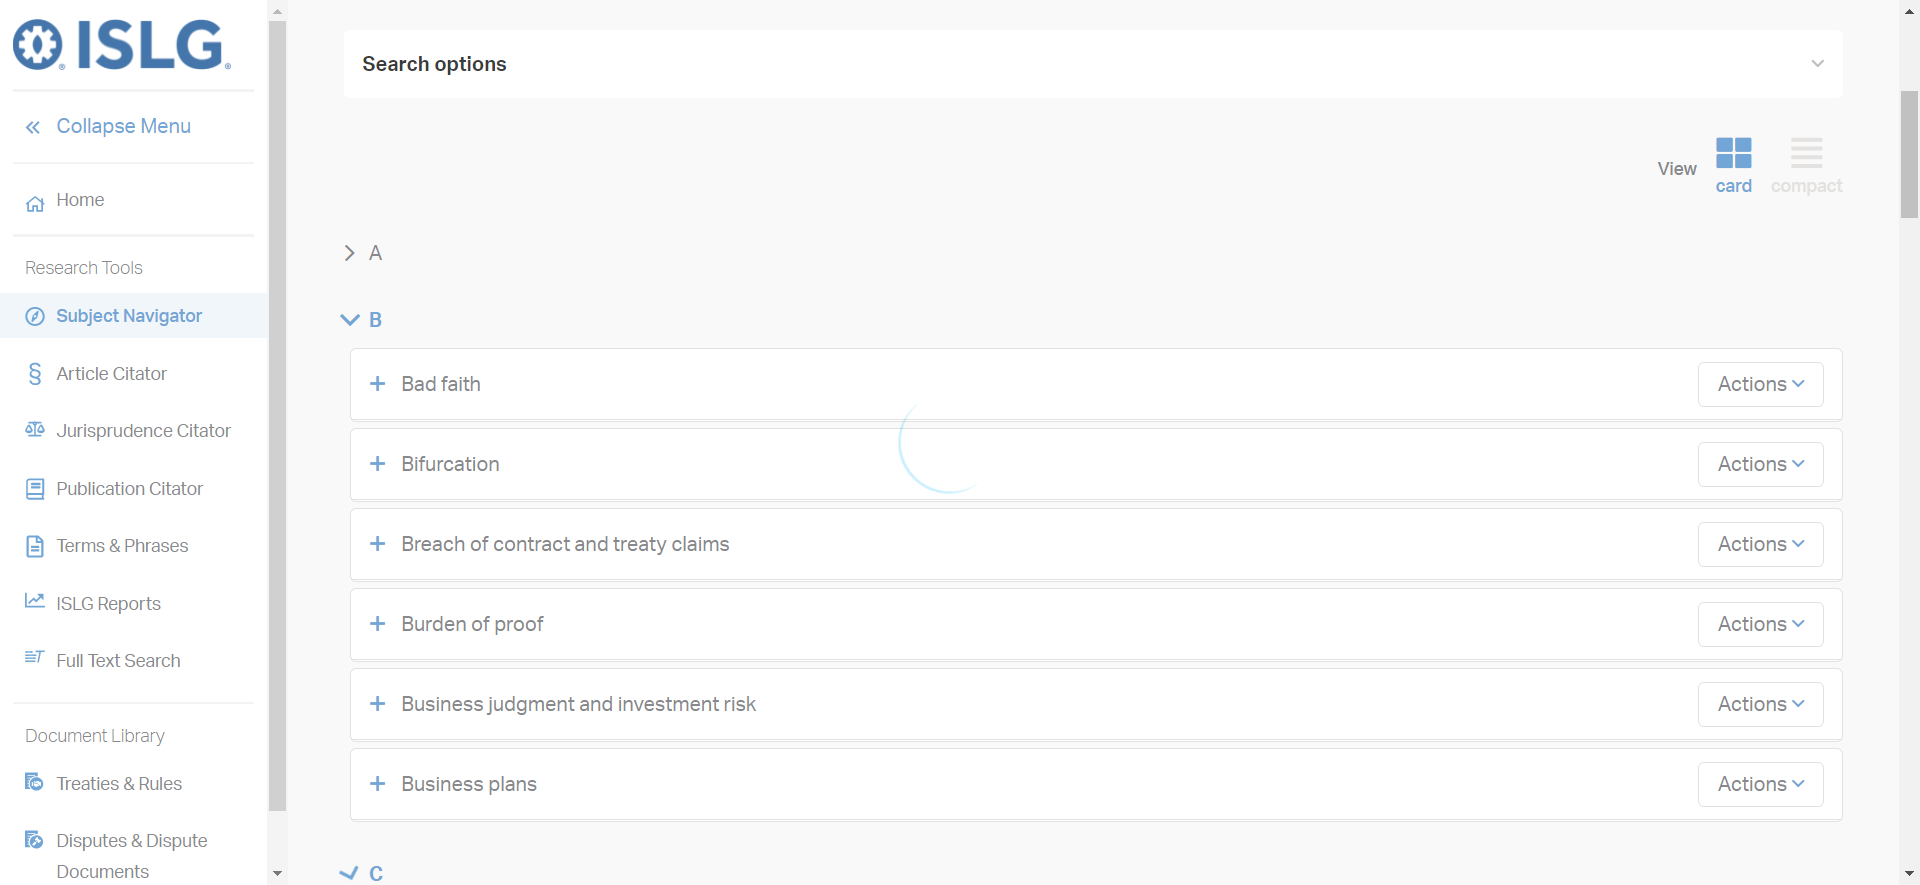 ISLG
Collapse Menu
Home
Research Tools
Subject Navigator
Article Citator
Jurisprudence Citator
Publication Citator
Terms & Phrases
ISLG Reports
Full Text Search
Document Library
Treaties & Rules
Disputes & Dispute
Documents
Search options
View
card
compact
A
B
Bad faith
Actions
Bifurcation
Actions
Breach of contract and treaty claims
Actions
Burden of proof
Actions
Business judgment and investment risk
Actions
Business plans
Actions
C